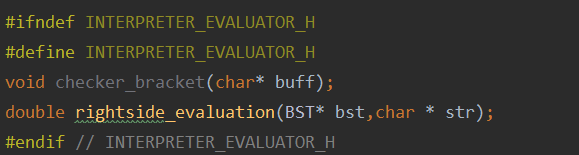 #ifndef INTERPRETER_EVALUATOR_H
#define INTERPRETER_EVALUATOR_H
void checker_bracket(char* buff);
double rightside_evaluation(BST* bst,char * str);
#endif // INTERPRETER_EVALUATOR_H